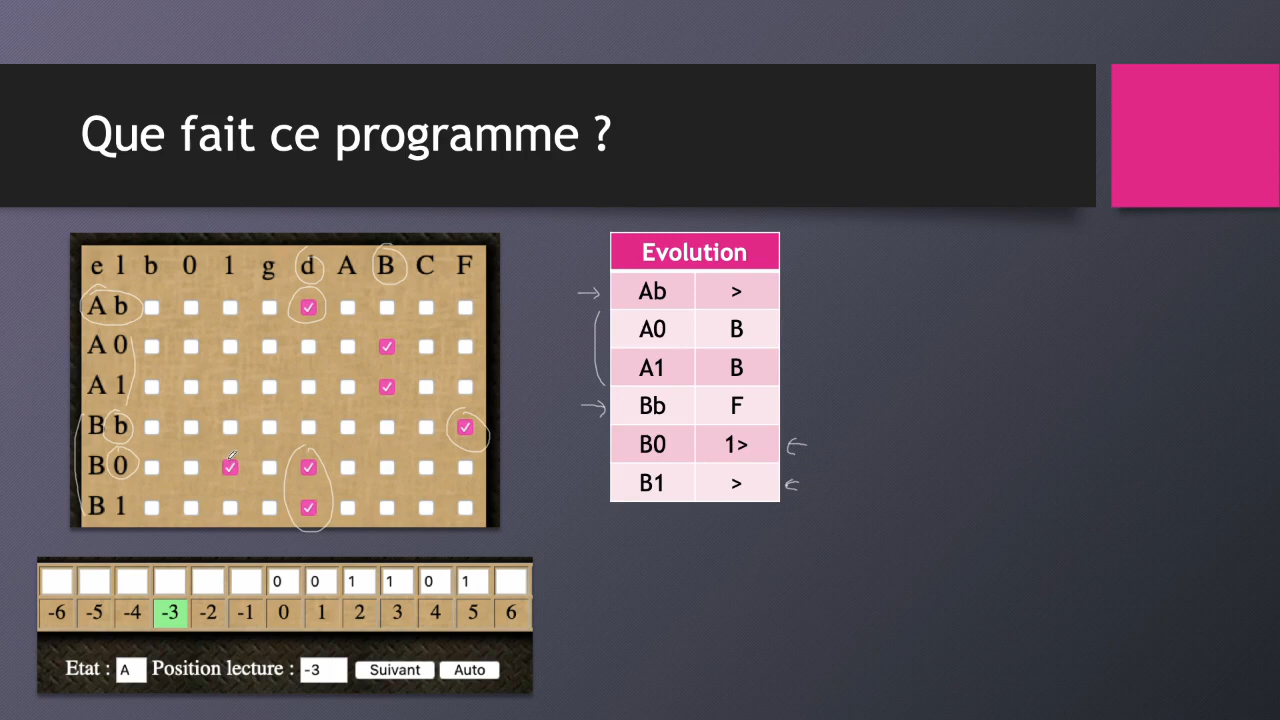 Que fait ce programme ?
e l b 0 1 g d A B C F
A b
A 0
A 1
B b
B 0
B 1
Evolution
Ab >
A0 B
A1 B
Bb F
B0 1>
B1 >
0 0 1 1 0 1
-6 -5 -4 -3 -2 -1 0 1 2 3 4 5 6
Etat : A Position lecture : -3 Suivant Auto